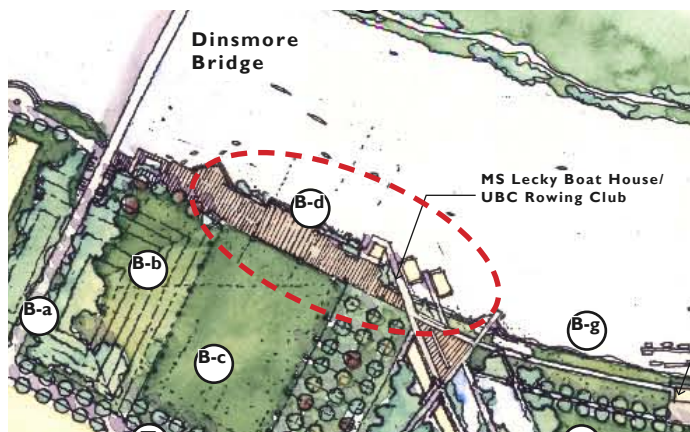 Dinsmore
Bridge
MS Lecky Boat House/
UBC Rowing Club
B-d
B-b
B-a
B-g
B-c